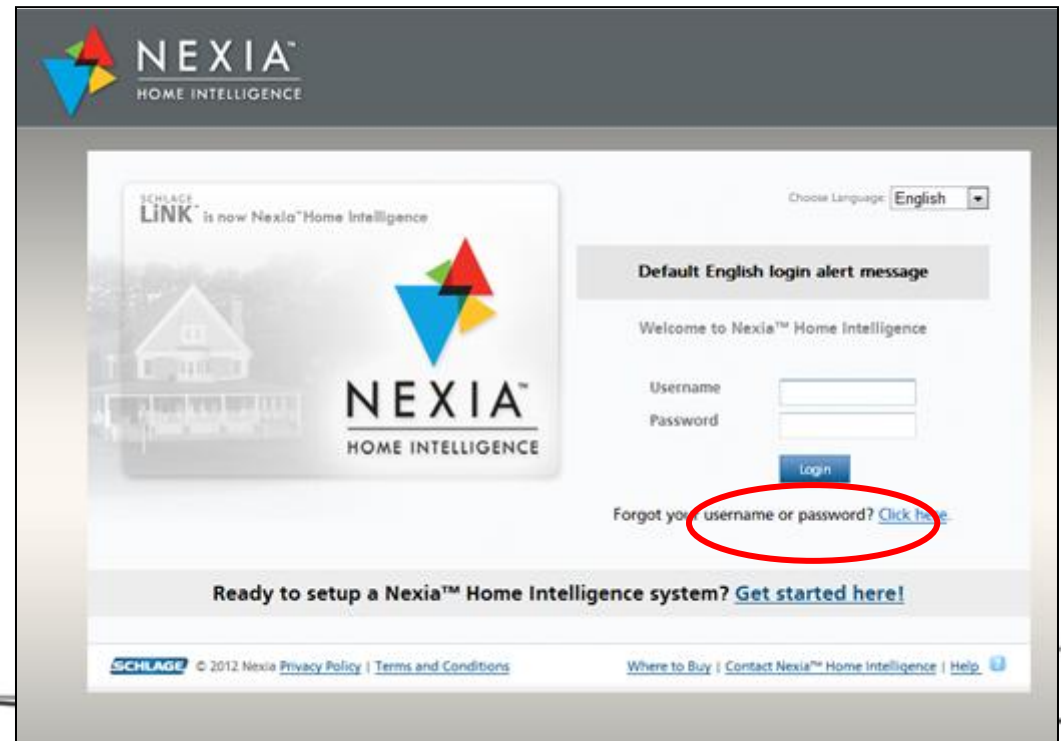 NEXIA™
HOME INTELLIGENCE
SCHLAGE
LiNK™ is now Nexia™ Home Intelligence
NEXIA™
HOME INTELLIGENCE
Choose Language: English
Default English login alert message
Welcome to Nexia™ Home Intelligence
Username
Password
Login
Forgot your username or password? Click here.
Ready to setup a Nexia™ Home Intelligence system? Get started here!
SCHLAGE © 2012 Nexia Privacy Policy | Terms and Conditions
Where to Buy | Contact Nexia™ Home Intelligence | Help ?